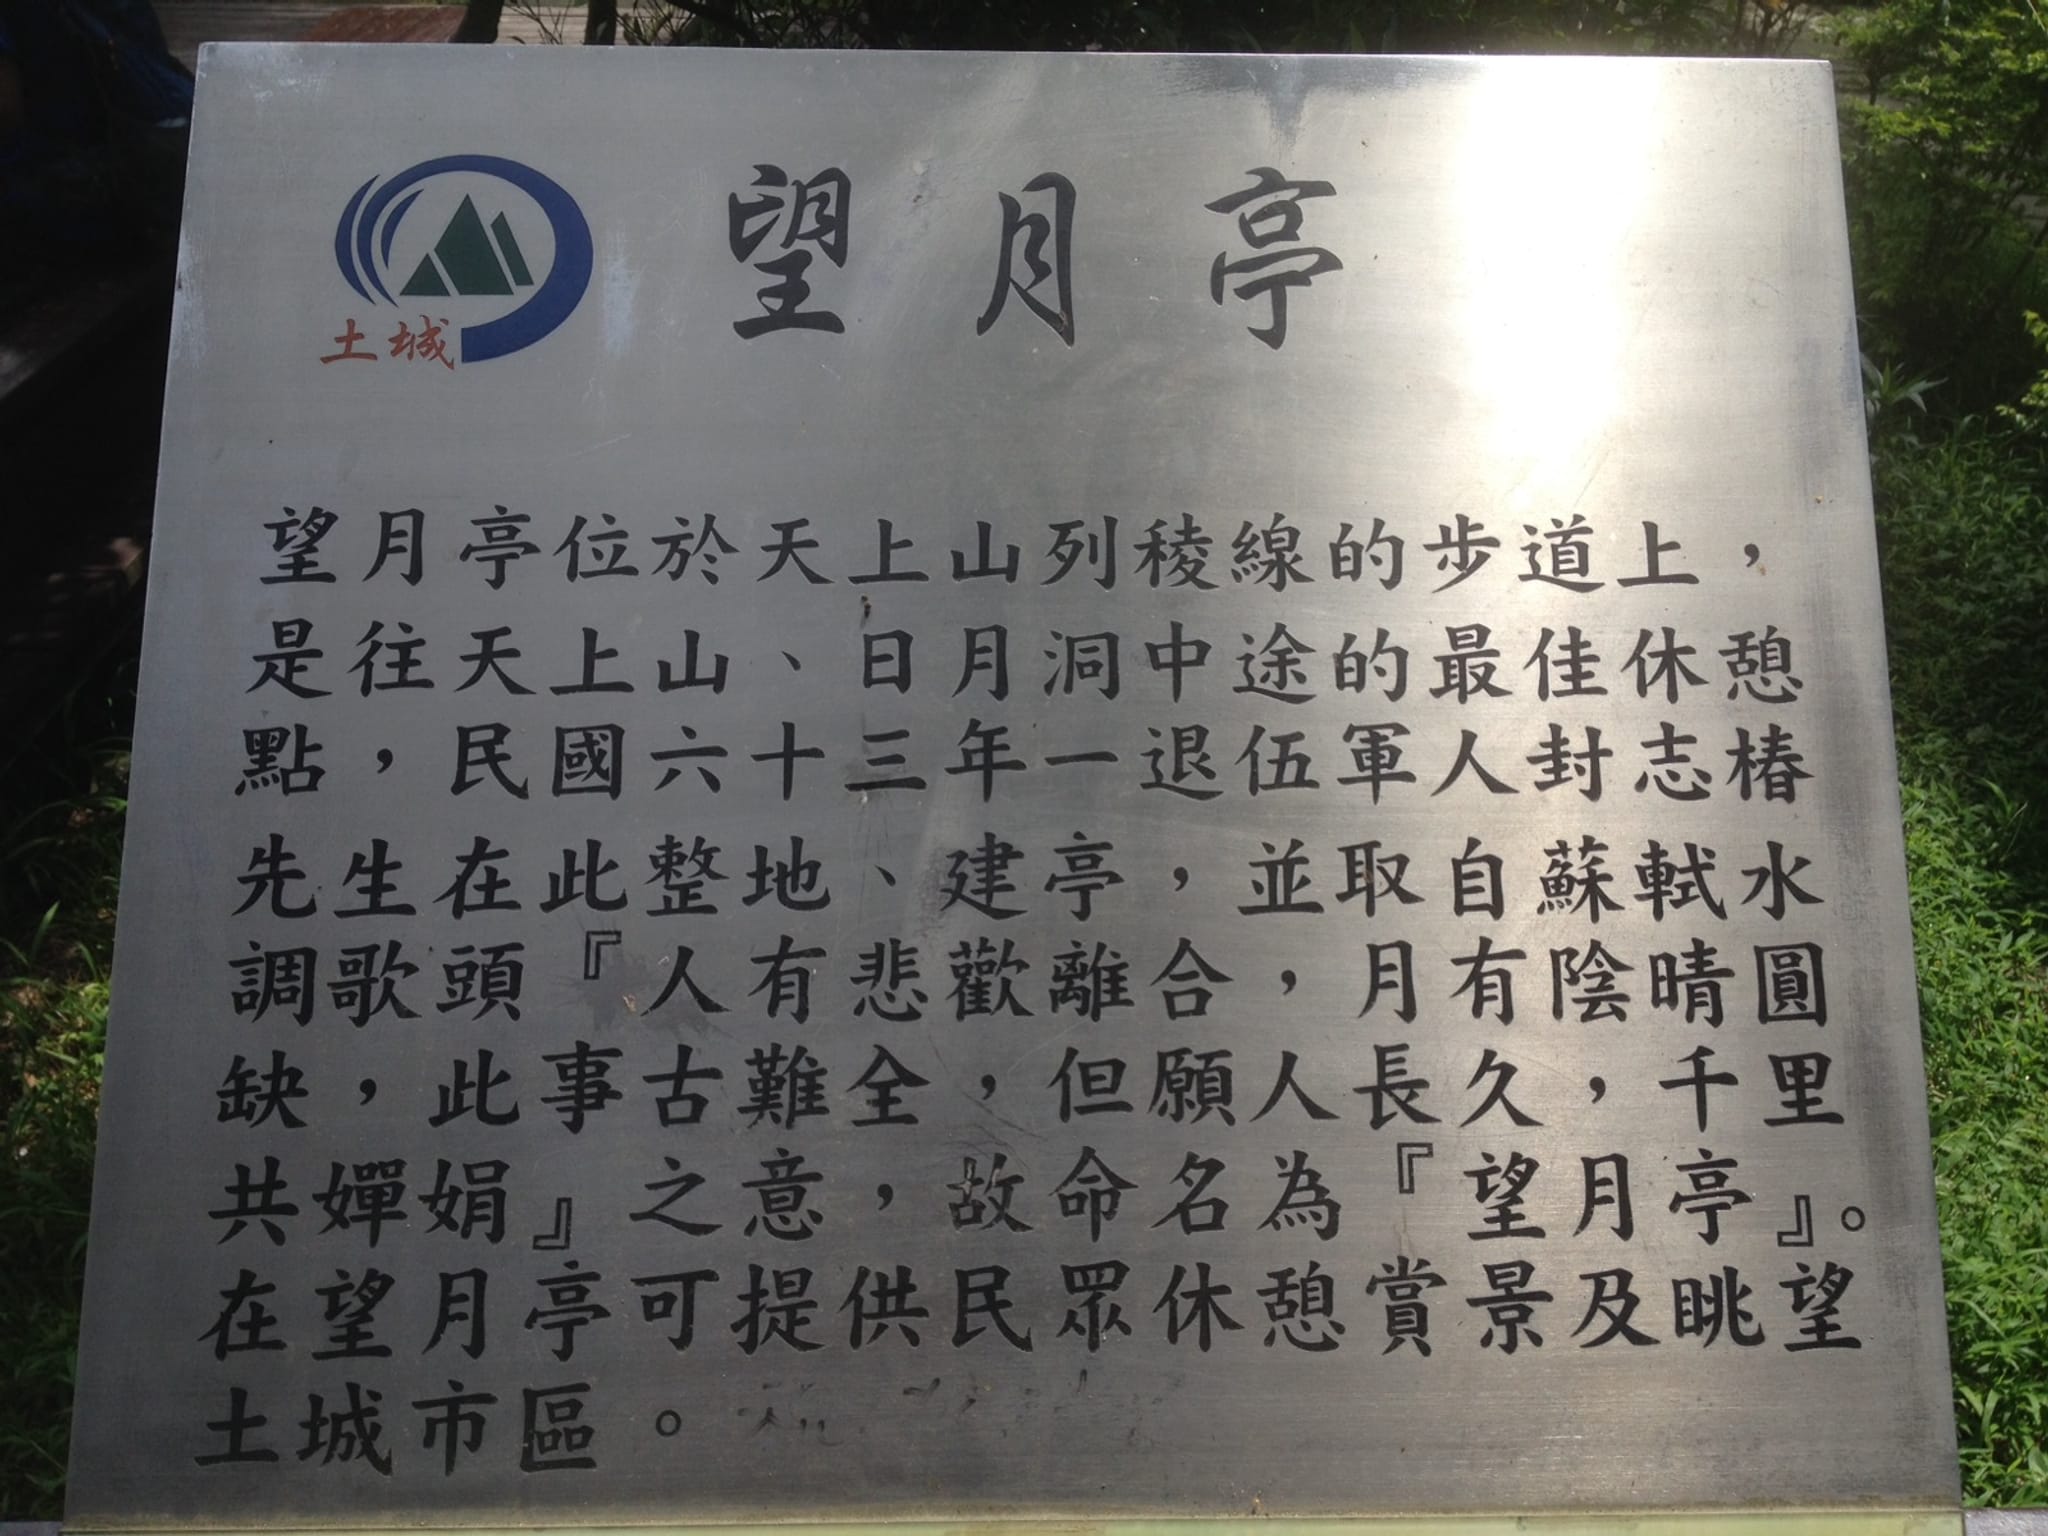 望月亭
土城
望月亭位於天上山列稜線的步道上，
是往天上山、日月洞中途的最佳休憩
點，民國六十三年一退伍軍人封志椿
先生在此整地、建亭，並取自蘇軾水
調歌頭『人有悲歡離合，月有陰晴圓
缺，此事古難全，但願人長久，千里
共嬋娟』之意，故命名為『望月亭』。
在望月亭可提供民眾休憩賞景及眺望
土城市區。